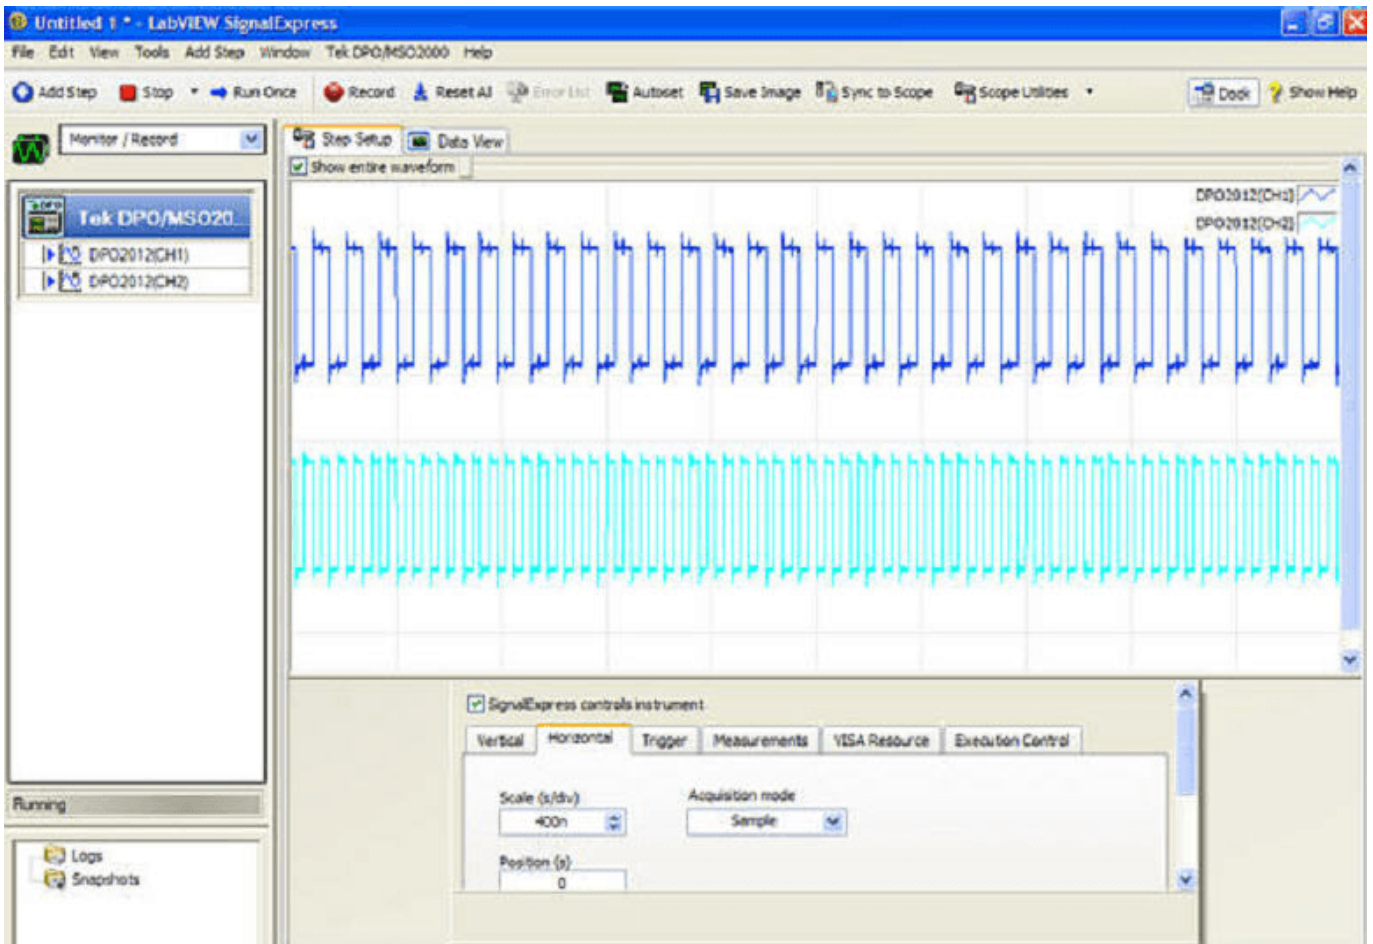 Untitled 1 * - LabVIEW SignalExpress
File Edit View Tools Add Step Window Tek DPO/MSO2000 Help
Add Step Stop Run Once Record Reset All Error List Autoset Save Image Sync to Scope Scope Utilities Dock Show Help
Monitor / Record
Step Setup Data View
Show entire waveform
DPO2012(CH1)
DPO2012(CH2)
Tek DPO/MSO20...
DPO2012(CH1)
DPO2012(CH2)
SignalExpress controls instrument
Vertical Horizontal Trigger Measurements VISA Resource Execution Control
Scale (s/div) Acquisition mode
400n Sample
Position (s)
0
Running
Logs
Snapshots